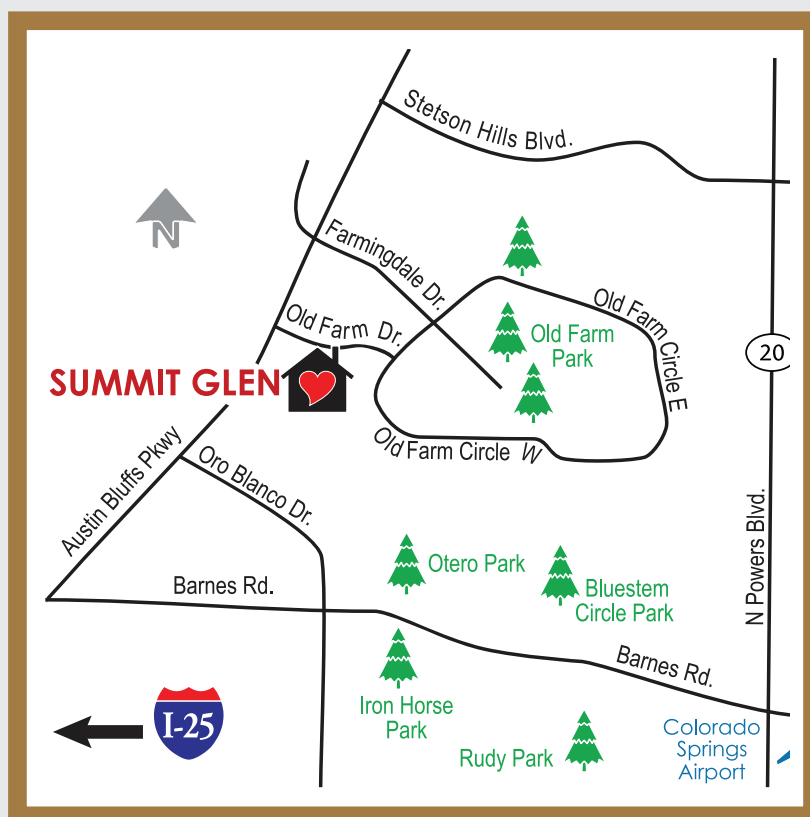 Stetson Hills Blvd.
N
Farmingdale Dr.
Old Farm Dr.
Old Farm Circle E
Old Farm
Park
20
SUMMIT GLEN
Old Farm Circle W
Austin Bluffs Pkwy
Oro Blanco Dr.
N Powers Blvd.
Otero Park
Bluestem
Circle Park
Barnes Rd.
Barnes Rd.
Iron Horse
Park
I-25
Rudy Park
Colorado
Springs
Airport